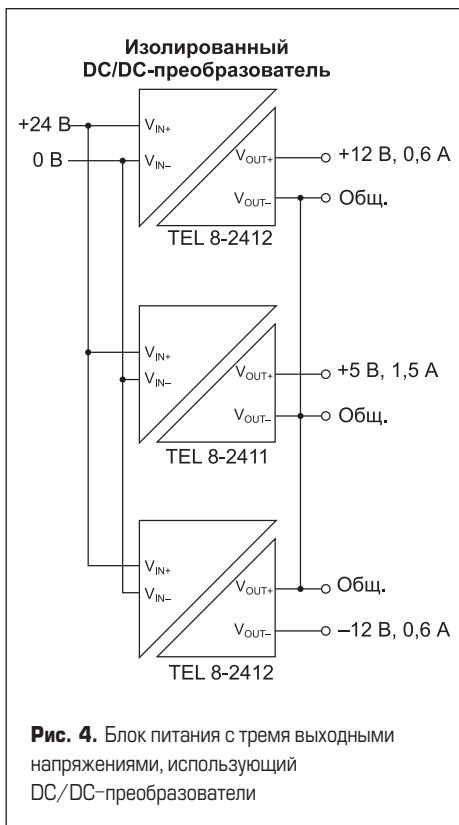 Изолированный
DC/DC-преобразователь
+24 В
0 В
V_IN+
V_IN–
V_OUT+
V_OUT–
+12 В, 0,6 А
Общ.
TEL 8-2412
V_IN+
V_IN–
V_OUT+
V_OUT–
+5 В, 1,5 А
Общ.
TEL 8-2411
V_IN+
V_IN–
V_OUT+
V_OUT–
Общ.
–12 В, 0,6 А
TEL 8-2412
Рис. 4. Блок питания с тремя выходными
напряжениями, использующий
DC/DC-преобразователи